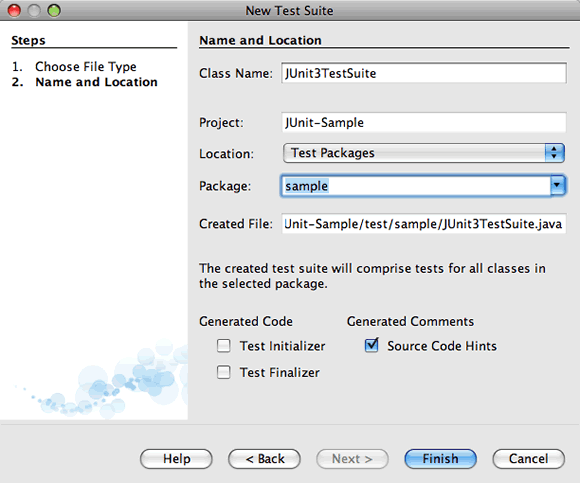 New Test Suite
Steps
1. Choose File Type
2. Name and Location
Name and Location
Class Name: JUnit3TestSuite
Project: JUnit-Sample
Location: Test Packages
Package: sample
Created File: Unit-Sample/test/sample/JUnit3TestSuite.java
The created test suite will comprise tests for all classes in
the selected package.
Generated Code Generated Comments
Test Initializer Source Code Hints
Test Finalizer
Help < Back Next > Finish Cancel